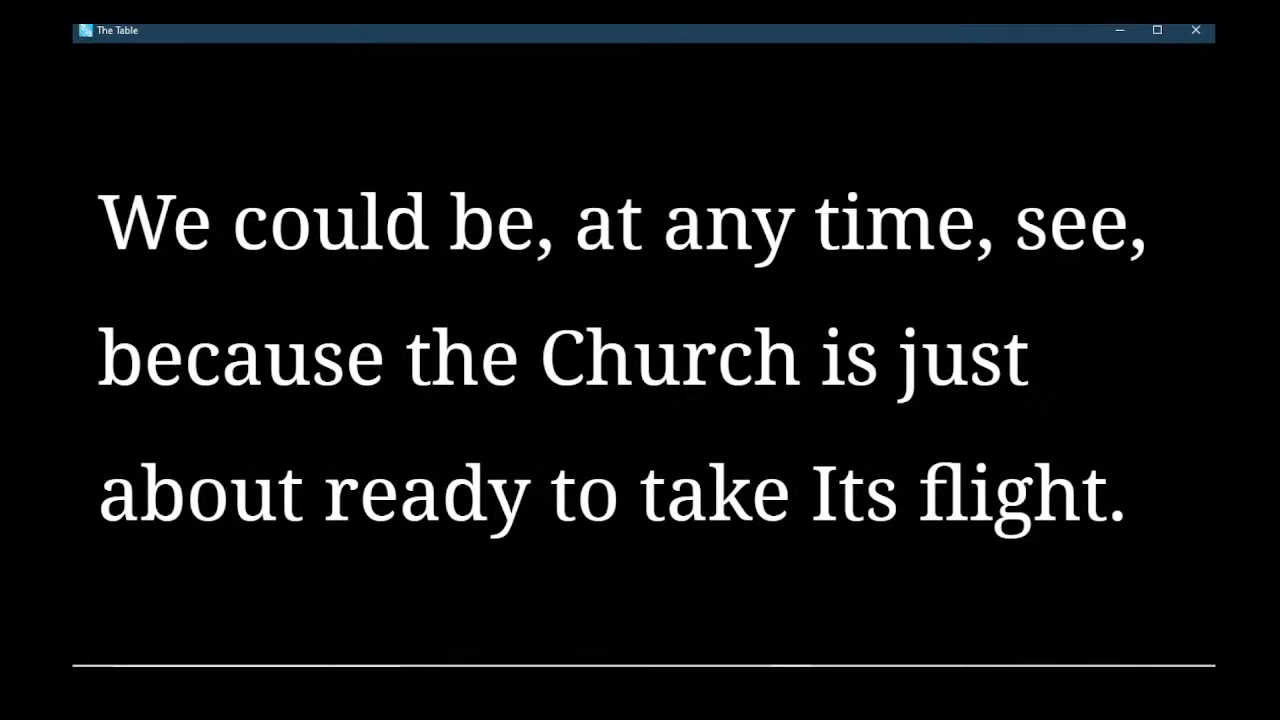 The Table
We could be, at any time, see,
because the Church is just
about ready to take Its flight.